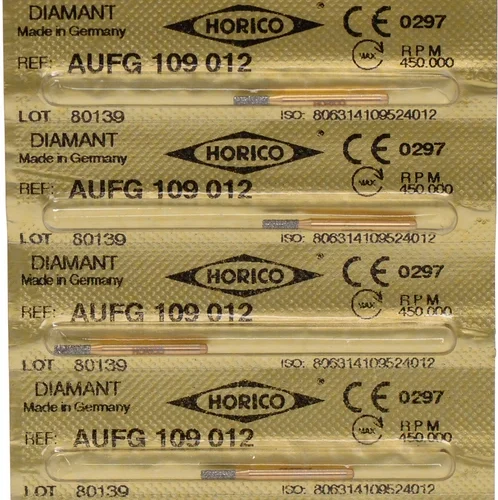 DIAMANT HORICO ® CE 0297
Made in Germany
MAX RPM
REF: AUFG 109 012 450.000
HORICO
LOT 80139 ISO: 806314109524012
DIAMANT HORICO ® CE 0297
Made in Germany
MAX RPM
REF: AUFG 109 012 450.000
LOT 80139 ISO: 806314109524012
DIAMANT HORICO ® CE 0297
Made in Germany
MAX RPM
REF: AUFG 109 012 450.000
LOT 80139 ISO: 806314109524012
DIAMANT HORICO ® CE 0297
Made in Germany
MAX RPM
REF: AUFG 109 012 450.000
LOT 80139 ISO: 806314109524012